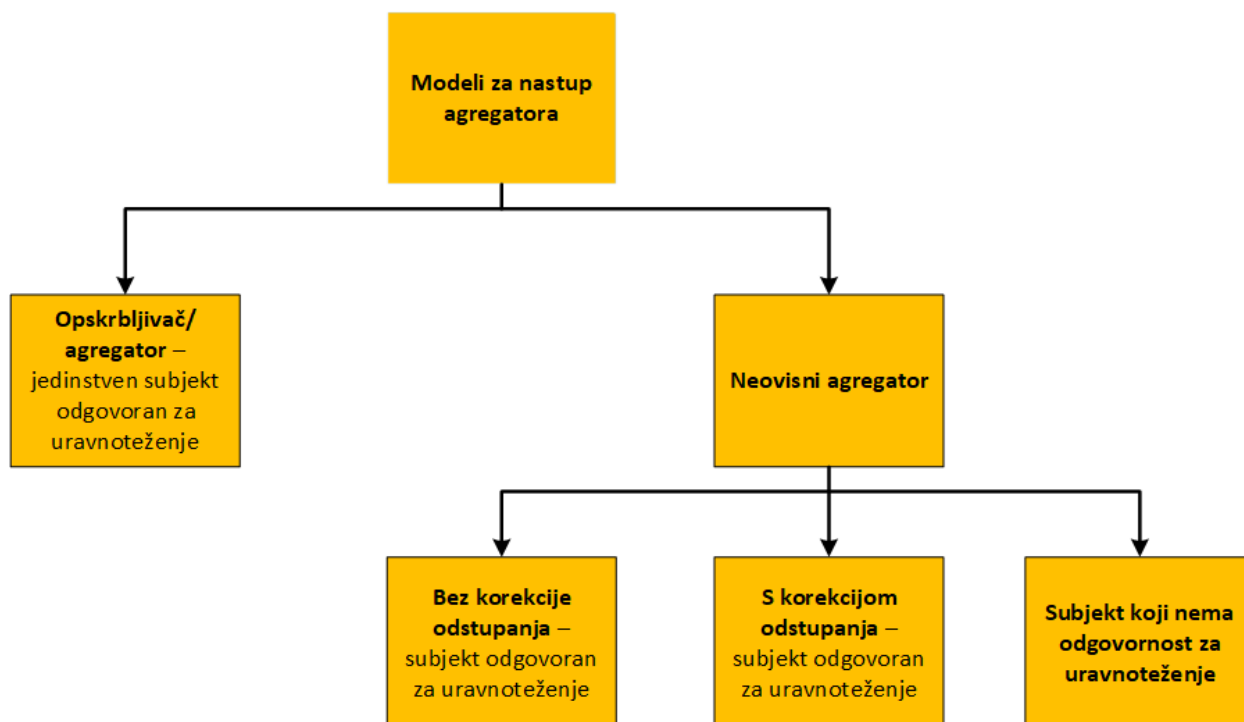 Modeli za nastup
agregatora
Opskrbljivač/
agregator –
jedinstven subjekt
odgovoran za
uravnoteženje
Neovisni agregator
Bez korekcije
odstupanja –
subjekt odgovoran
za uravnoteženje
S korekcijom
odstupanja –
subjekt odgovoran
za uravnoteženje
Subjekt koji nema
odgovornost za
uravnoteženje